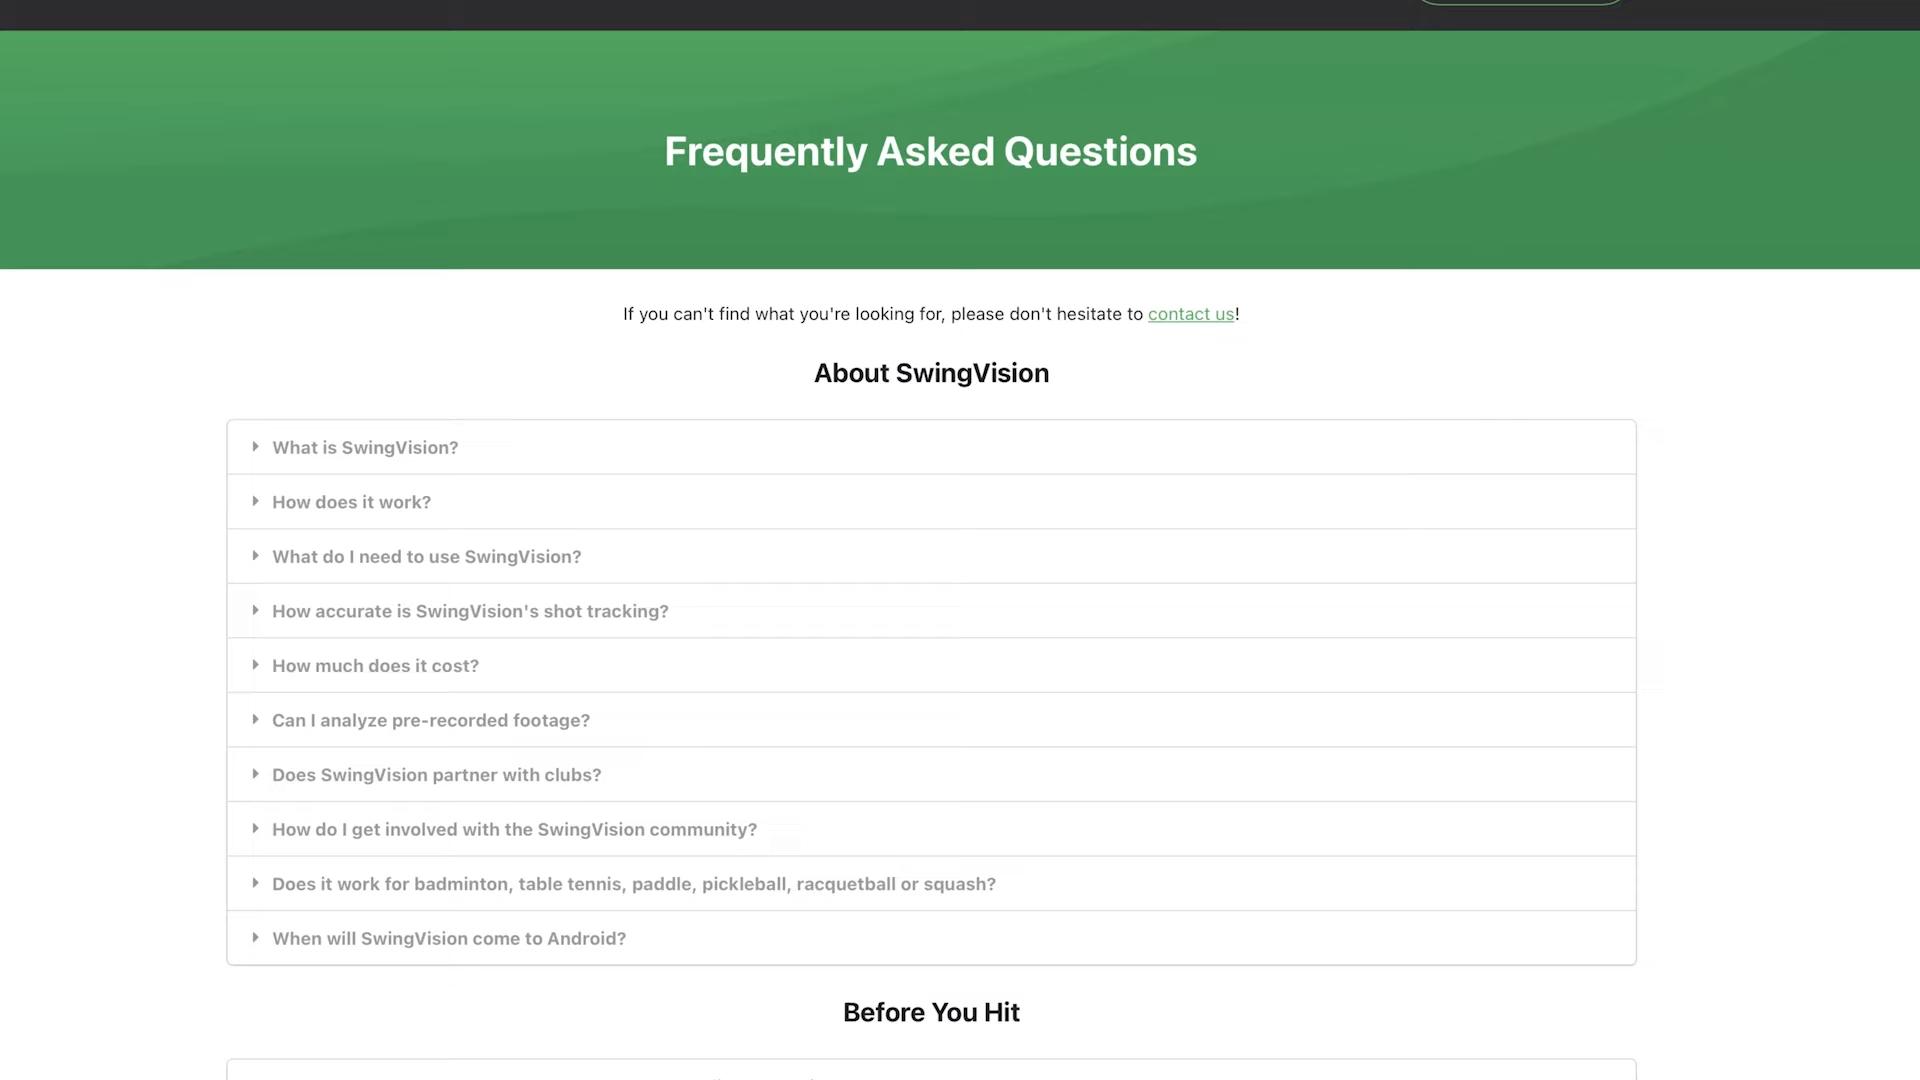 Frequently Asked Questions
If you can't find what you're looking for, please don't hesitate to contact us!
About SwingVision
What is SwingVision?
How does it work?
What do I need to use SwingVision?
How accurate is SwingVision's shot tracking?
How much does it cost?
Can I analyze pre-recorded footage?
Does SwingVision partner with clubs?
How do I get involved with the SwingVision community?
Does it work for badminton, table tennis, paddle, pickleball, racquetball or squash?
When will SwingVision come to Android?
Before You Hit